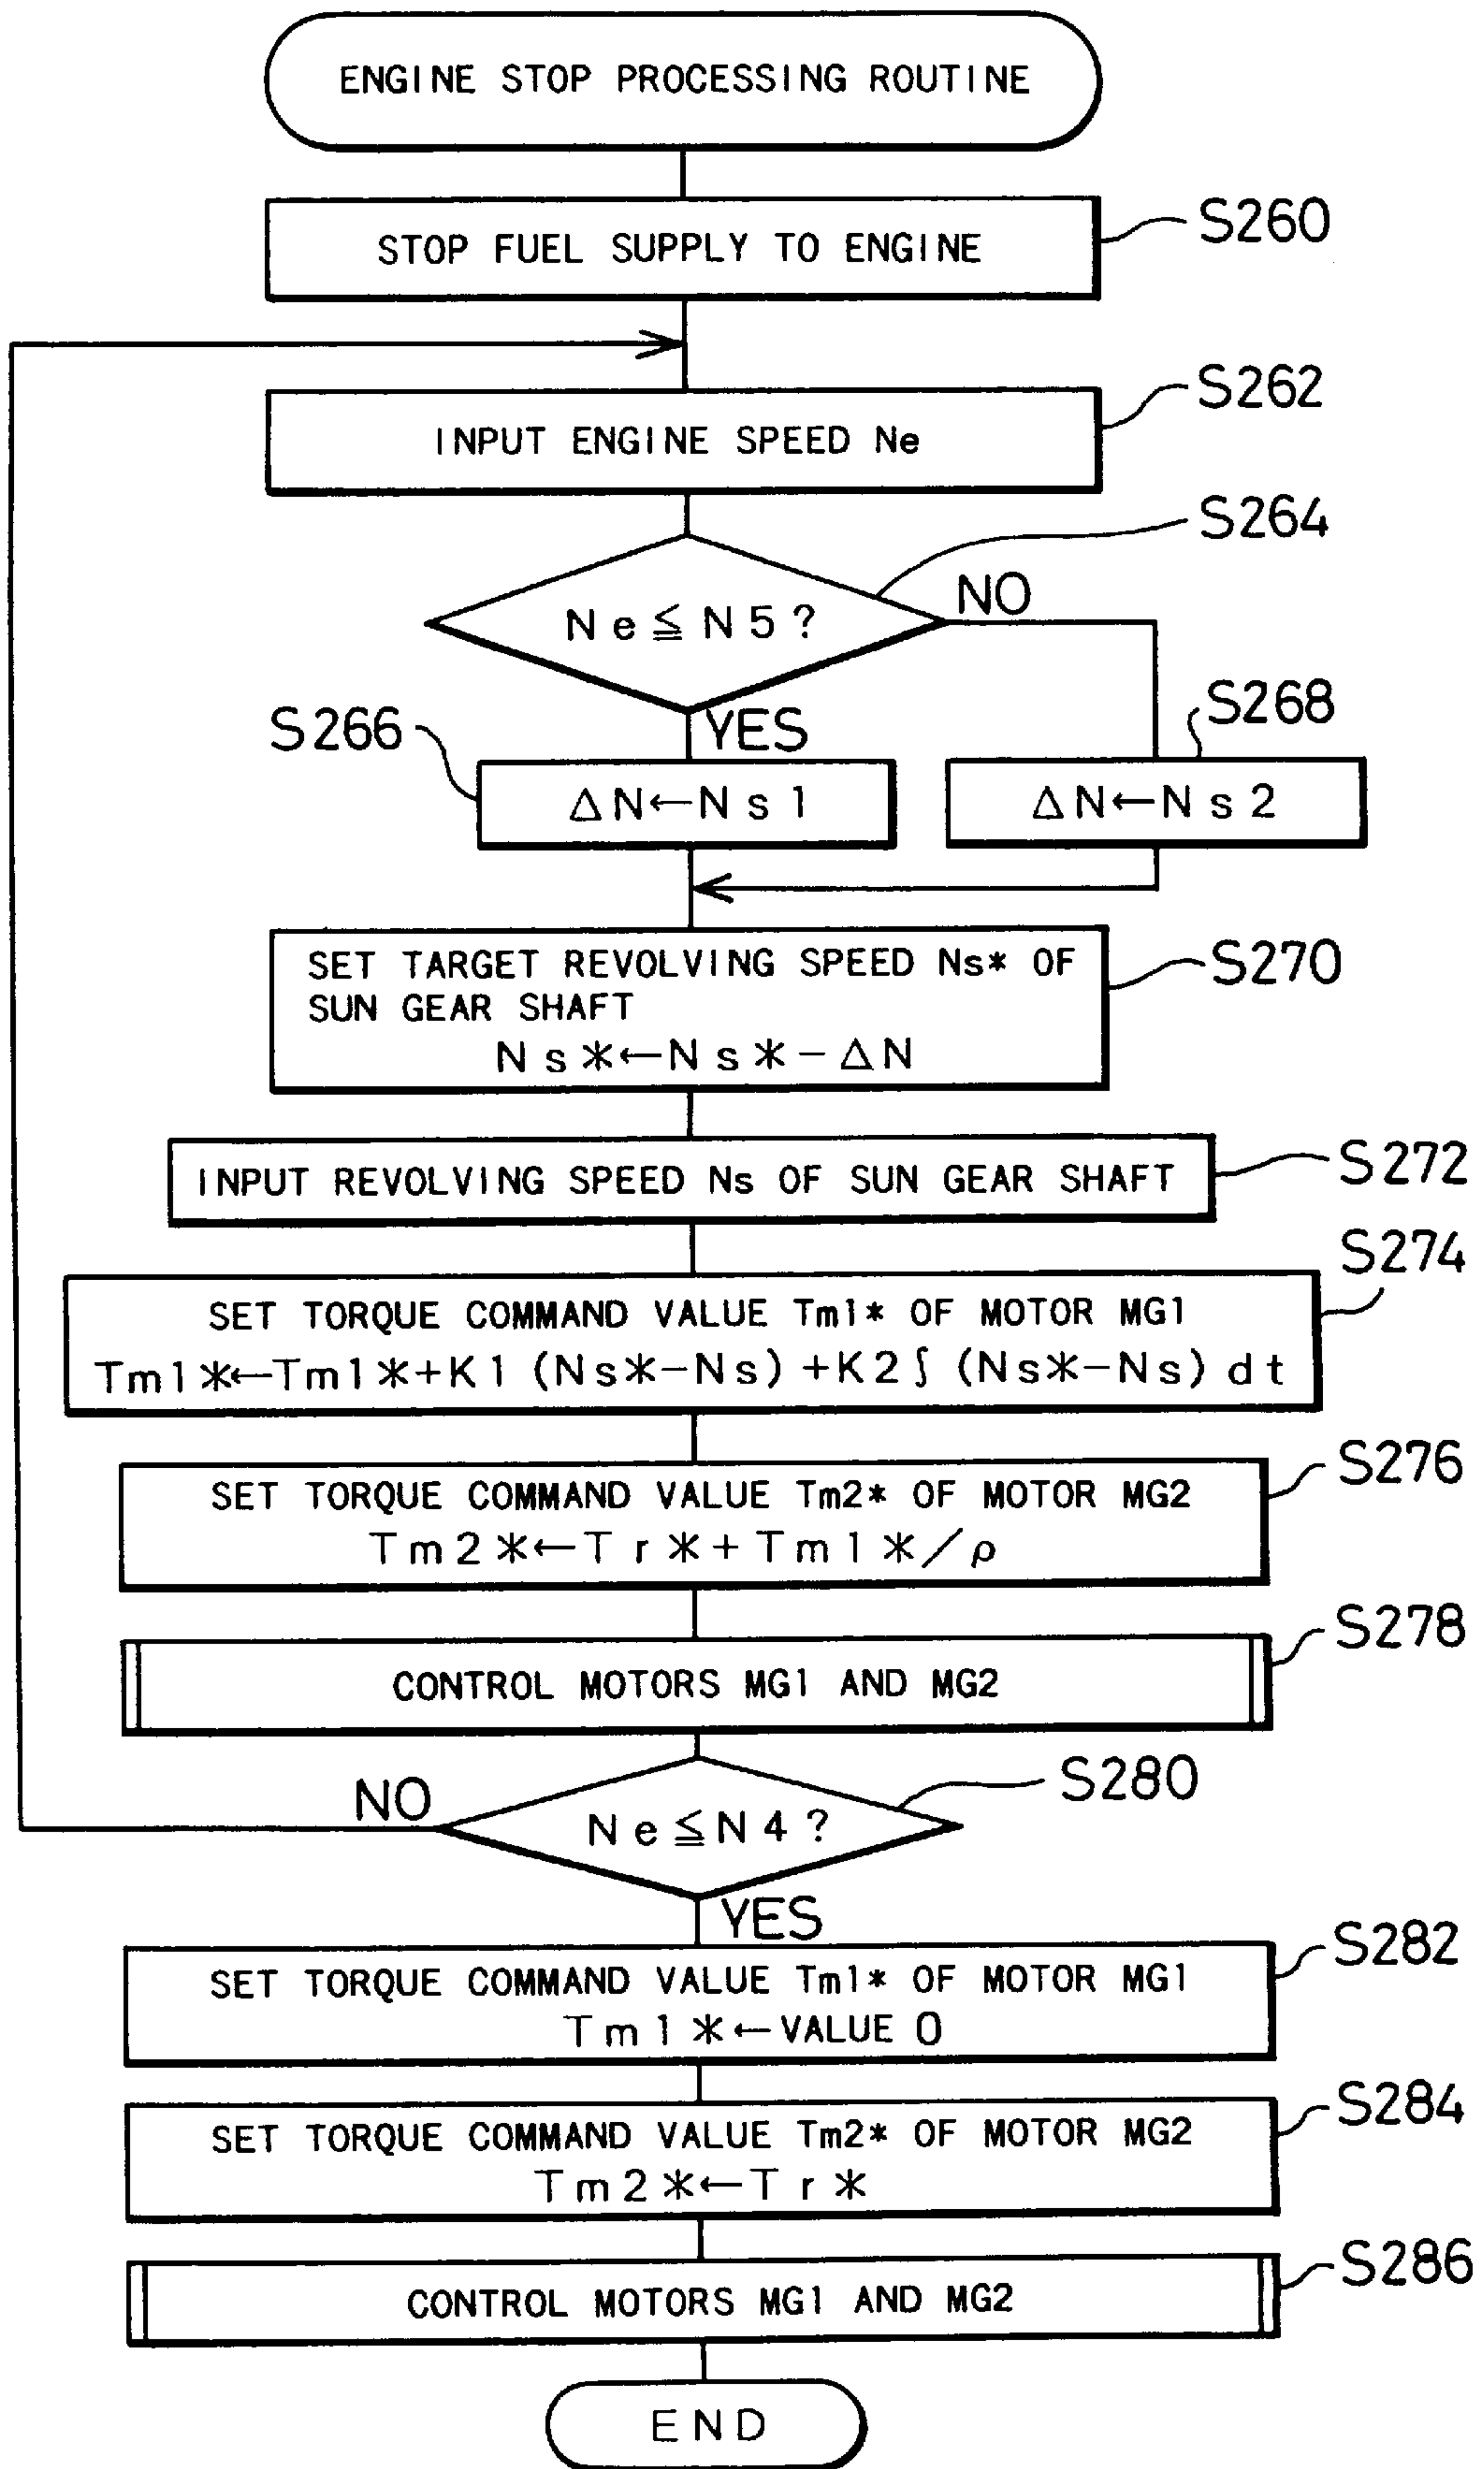 ENGINE STOP PROCESSING ROUTINE
STOP FUEL SUPPLY TO ENGINE
S260
INPUT ENGINE SPEED Ne
S262
S264
Ne≦N5?
NO
YES
S266
ΔN←Ns1
S268
ΔN←Ns2
SET TARGET REVOLVING SPEED Ns* OF
SUN GEAR SHAFT
Ns*←Ns*-ΔN
S270
INPUT REVOLVING SPEED Ns OF SUN GEAR SHAFT
S272
S274
SET TORQUE COMMAND VALUE Tm1* OF MOTOR MG1
Tm1*←Tm1*+K1 (Ns*-Ns) +K2∫ (Ns*-Ns) dt
S276
SET TORQUE COMMAND VALUE Tm2* OF MOTOR MG2
Tm2*←Tr*+Tm1*/ρ
S278
CONTROL MOTORS MG1 AND MG2
S280
NO
Ne≦N4?
YES
S282
SET TORQUE COMMAND VALUE Tm1* OF MOTOR MG1
Tm1*←VALUE 0
S284
SET TORQUE COMMAND VALUE Tm2* OF MOTOR MG2
Tm2*←Tr*
S286
CONTROL MOTORS MG1 AND MG2
END